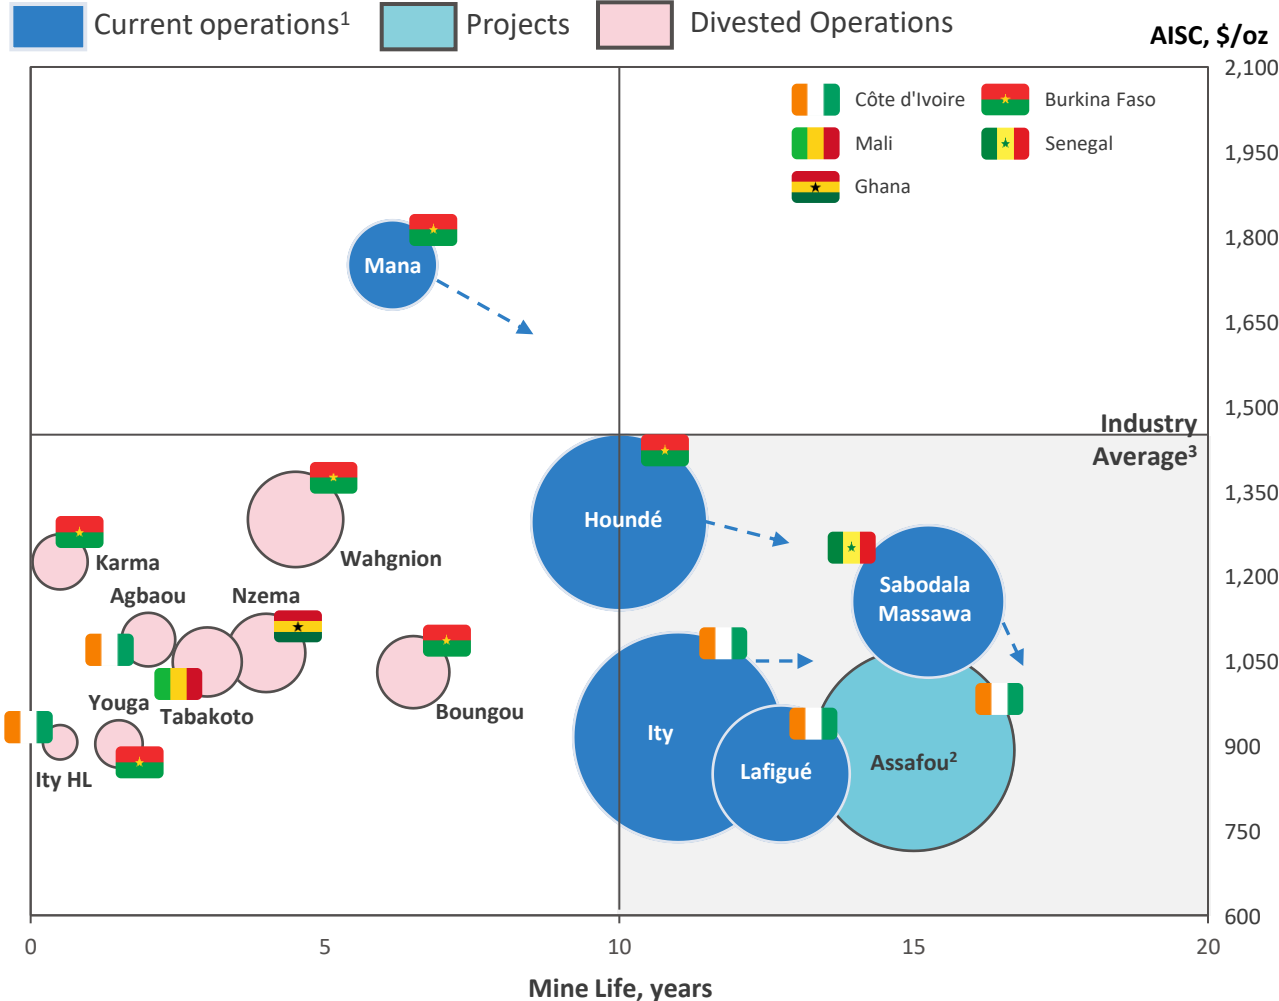 Current operations1
Projects
Divested Operations
AISC, $/oz
2,100
Côte d'Ivoire
Burkina Faso
Mali
Senegal
Ghana
1,950
1,800
Mana
1,650
1,500
Industry
Average3
1,350
Houndé
Wahgnion
Karma
1,200
Sabodala
Massawa
Agbaou
Nzema
1,050
Youga
Tabakoto
Boungou
Ity
900
Assafou2
Lafigué
Ity HL
750
600
0
5
10
15
20
Mine Life, years